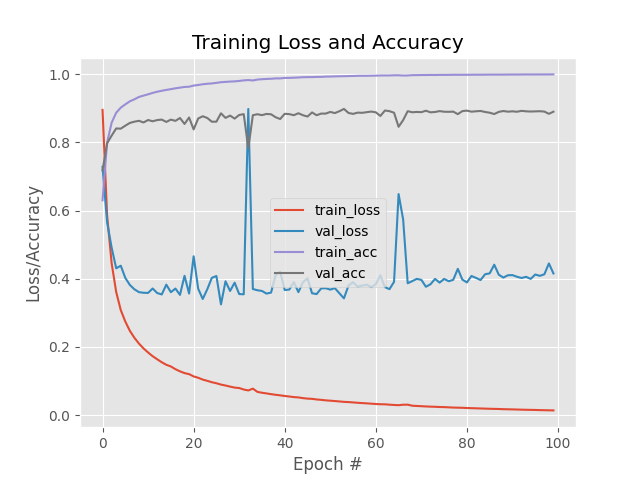 Training Loss and Accuracy
Loss/Accuracy
1.0
0.8
0.6
0.4
0.2
0.0
train_loss
val_loss
train_acc
val_acc
0 20 40 60 80 100
Epoch #